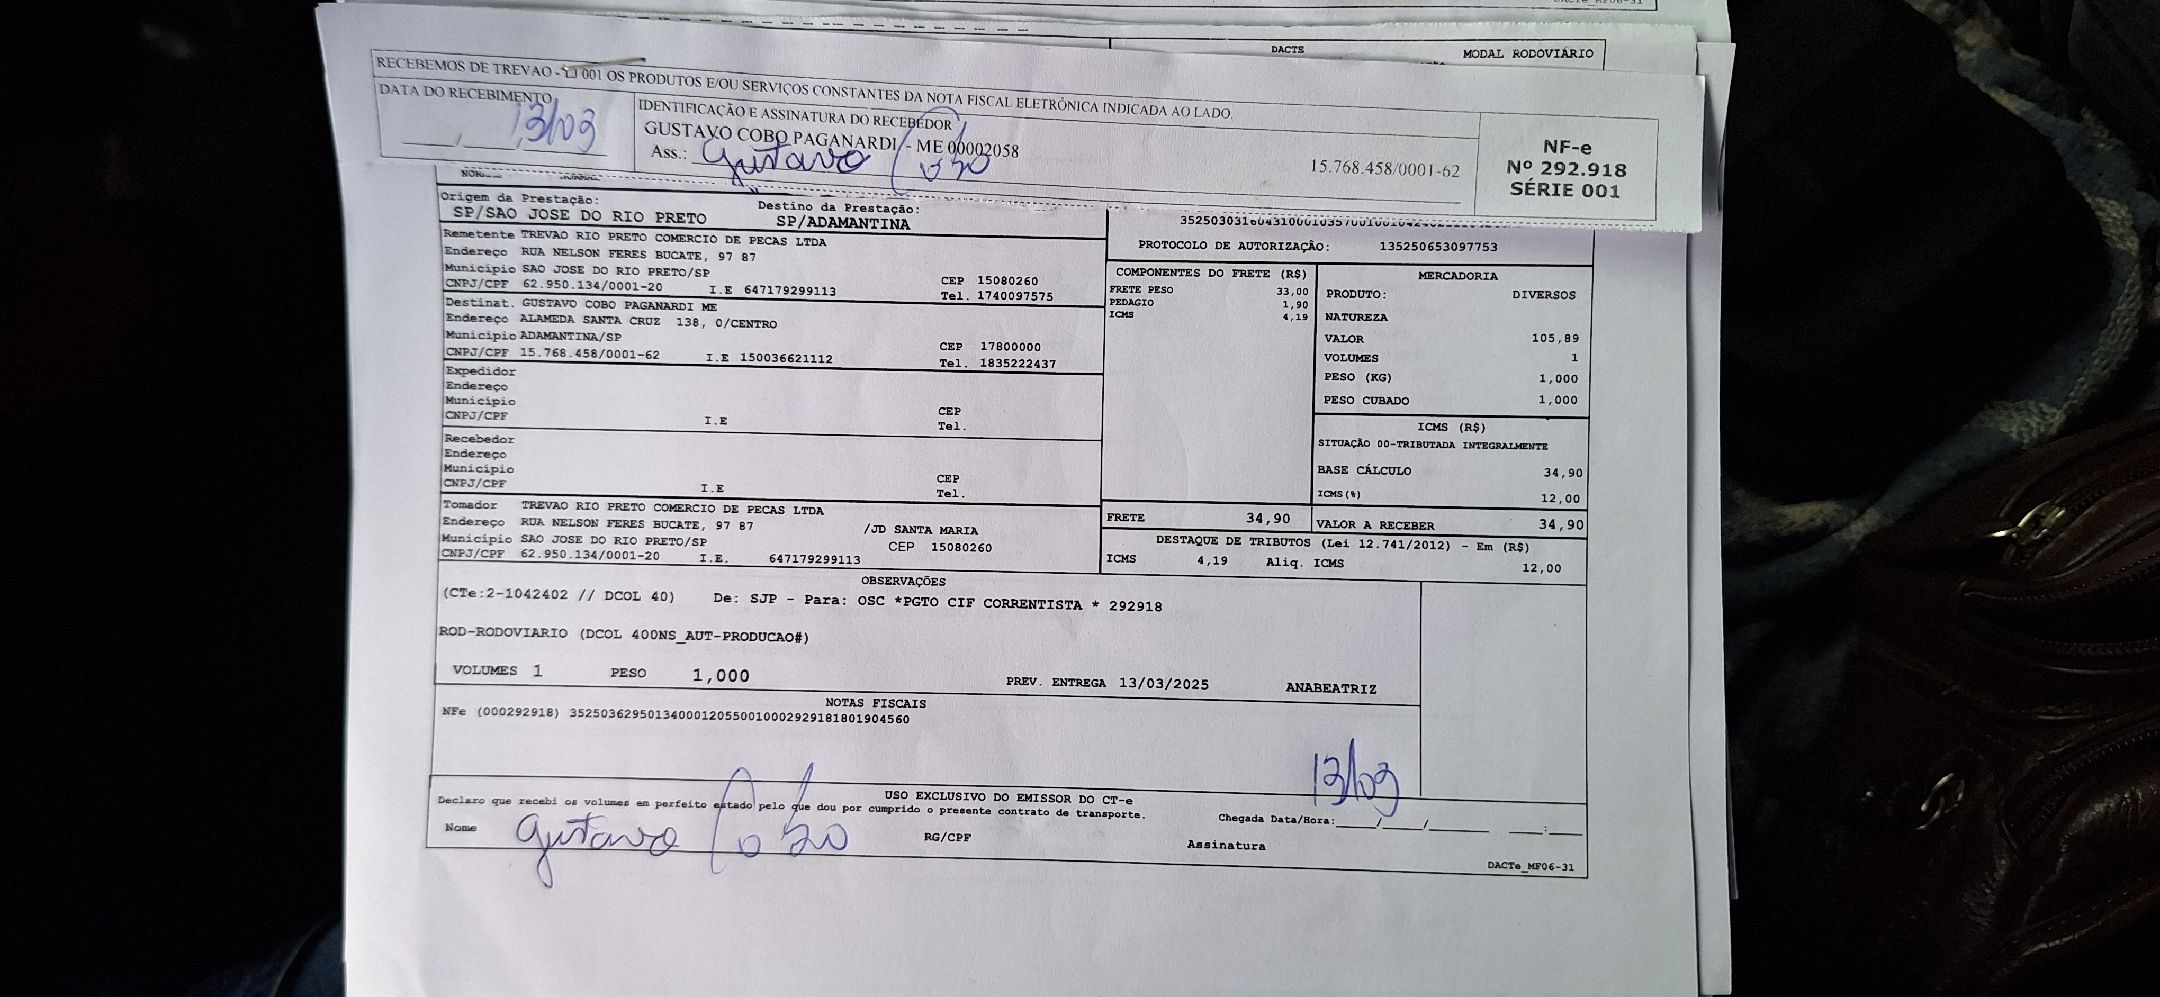 DACTe_MF06-31
DACTE
MODAL RODOVIÁRIO
RECEBEMOS DE TREVAO - LJ 001 OS PRODUTOS E/OU SERVIÇOS CONSTANTES DA NOTA FISCAL ELETRÔNICA INDICADA AO LADO.
DATA DO RECEBIMENTO
13/03
IDENTIFICAÇÃO E ASSINATURA DO RECEBEDOR
GUSTAVO COBO PAGANARDI - ME 00002058
Ass.: Gustavo Cobo
15.768.458/0001-62
NF-e
Nº 292.918
SÉRIE 001
Origem da Prestação:
SP/SAO JOSE DO RIO PRETO
Destino da Prestação:
SP/ADAMANTINA
PROTOCOLO DE AUTORIZAÇÃO: 135250653097753
Remetente TREVAO RIO PRETO COMERCIO DE PECAS LTDA
Endereço RUA NELSON FERES BUCATE, 97 87
Município SAO JOSE DO RIO PRETO/SP
CEP 15080260
CNPJ/CPF 62.950.134/0001-20 I.E 647179299113
Tel. 1740097575
Destinat. GUSTAVO COBO PAGANARDI ME
Endereço ALAMEDA SANTA CRUZ 138, 0/CENTRO
Município ADAMANTINA/SP
CEP 17800000
CNPJ/CPF 15.768.458/0001-62 I.E 150036621112
Tel. 1835222437
Expedidor
Endereço
Município
CEP
CNPJ/CPF I.E
Tel.
Recebedor
Endereço
Município
CEP
CNPJ/CPF I.E
Tel.
Tomador TREVAO RIO PRETO COMERCIO DE PECAS LTDA
Endereço RUA NELSON FERES BUCATE, 97 87 /JD SANTA MARIA
Município SAO JOSE DO RIO PRETO/SP CEP 15080260
CNPJ/CPF 62.950.134/0001-20 I.E. 647179299113
COMPONENTES DO FRETE (R$)
FRETE PESO 33,00
PEDAGIO 1,90
ICMS 4,19
MERCADORIA
PRODUTO: DIVERSOS
NATUREZA
VALOR 105,89
VOLUMES 1
PESO (KG) 1,000
PESO CUBADO 1,000
ICMS (R$)
SITUAÇÃO 00-TRIBUTADA INTEGRALMENTE
BASE CÁLCULO 34,90
ICMS(%) 12,00
FRETE 34,90
VALOR A RECEBER 34,90
DESTAQUE DE TRIBUTOS (Lei 12.741/2012) - Em (R$)
ICMS 4,19 Aliq. ICMS 12,00
OBSERVAÇÕES
(CTe:2-1042402 // DCOL 40) De: SJP - Para: OSC *PGTO CIF CORRENTISTA * 292918
ROD-RODOVIARIO (DCOL 400NS_AUT-PRODUCAO#)
VOLUMES 1 PESO 1,000 PREV. ENTREGA 13/03/2025 ANABEATRIZ
NOTAS FISCAIS
NFe (000292918) 35250362950134000120550010002929181801904560
13/03
USO EXCLUSIVO DO EMISSOR DO CT-e
Declaro que recebi os volumes em perfeito estado pelo que dou por cumprido o presente contrato de transporte.
Chegada Data/Hora:____/____/______ ___:___
Nome Gustavo Cobo RG/CPF Assinatura
DACTe_MF06-31